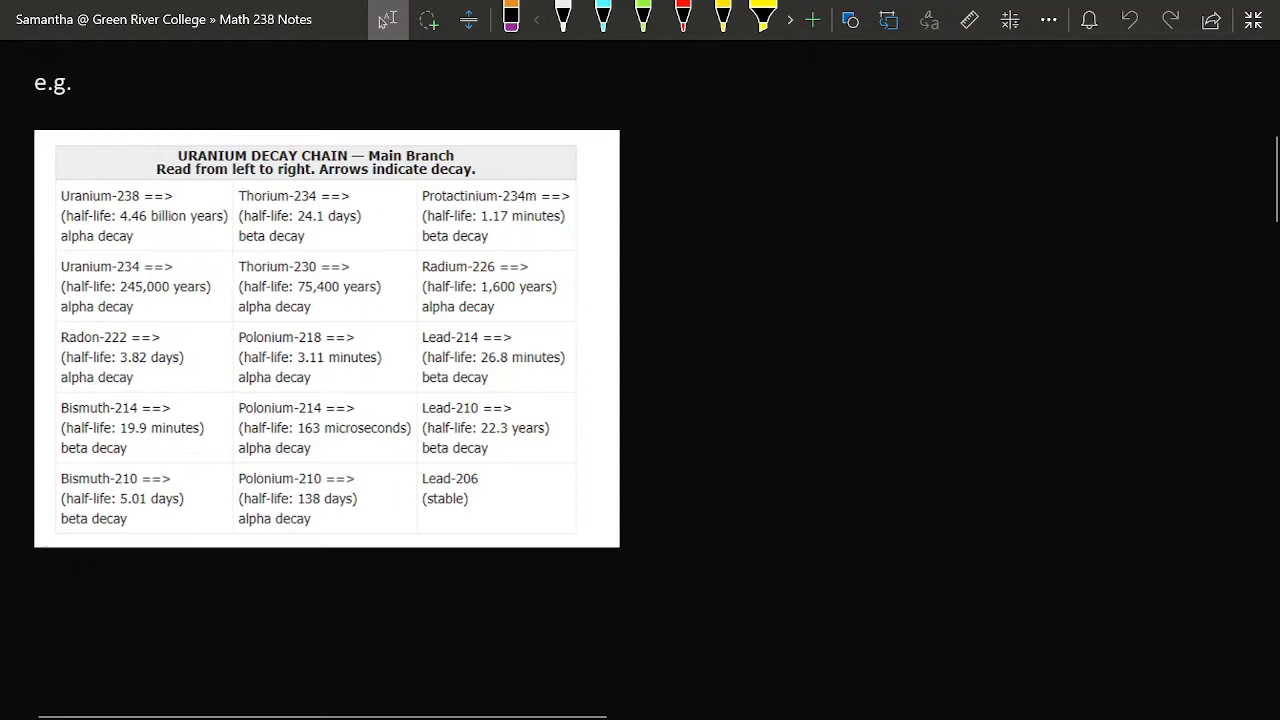 Samantha @ Green River College » Math 238 Notes
e.g.
URANIUM DECAY CHAIN — Main Branch
Read from left to right. Arrows indicate decay.
Uranium-238 ==>
(half-life: 4.46 billion years)
alpha decay
Thorium-234 ==>
(half-life: 24.1 days)
beta decay
Protactinium-234m ==>
(half-life: 1.17 minutes)
beta decay
Uranium-234 ==>
(half-life: 245,000 years)
alpha decay
Thorium-230 ==>
(half-life: 75,400 years)
alpha decay
Radium-226 ==>
(half-life: 1,600 years)
alpha decay
Radon-222 ==>
(half-life: 3.82 days)
alpha decay
Polonium-218 ==>
(half-life: 3.11 minutes)
alpha decay
Lead-214 ==>
(half-life: 26.8 minutes)
beta decay
Bismuth-214 ==>
(half-life: 19.9 minutes)
beta decay
Polonium-214 ==>
(half-life: 163 microseconds)
alpha decay
Lead-210 ==>
(half-life: 22.3 years)
beta decay
Bismuth-210 ==>
(half-life: 5.01 days)
beta decay
Polonium-210 ==>
(half-life: 138 days)
alpha decay
Lead-206
(stable)